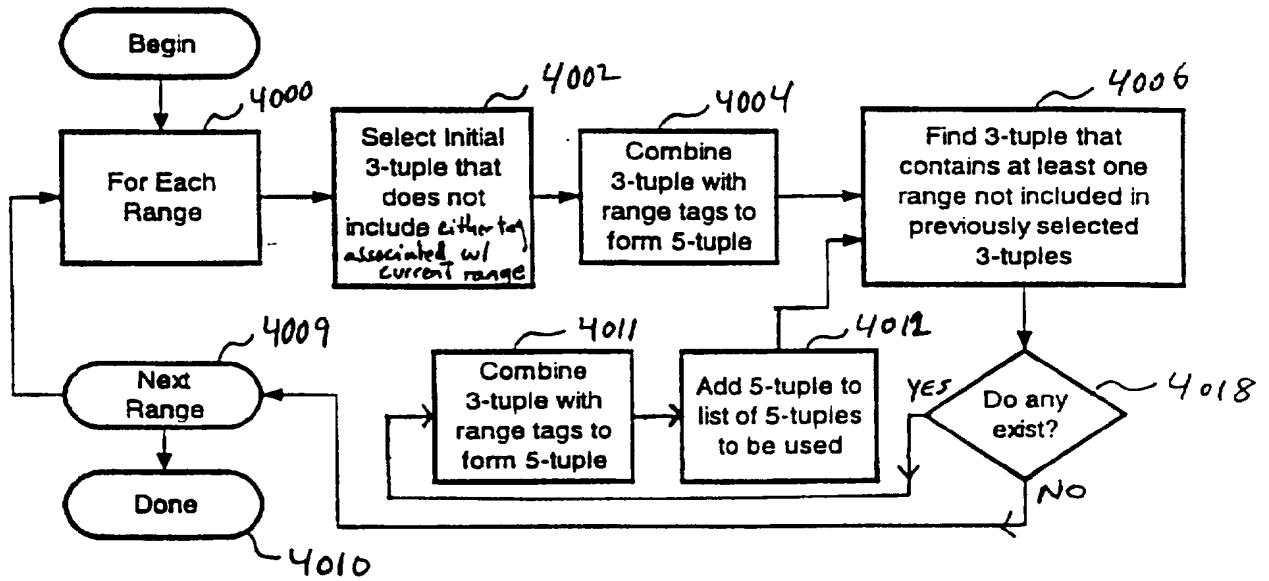 Begin
4000
For Each
Range
4002
Select Initial
3-tuple that
does not
include either tag
associated w/
current range
4004
Combine
3-tuple with
range tags to
form 5-tuple
4006
Find 3-tuple that
contains at least one
range not included in
previously selected
3-tuples
4018
Do any
exist?
YES
NO
4011
Combine
3-tuple with
range tags to
form 5-tuple
4012
Add 5-tuple to
list of 5-tuples
to be used
4009
Next
Range
Done
4010